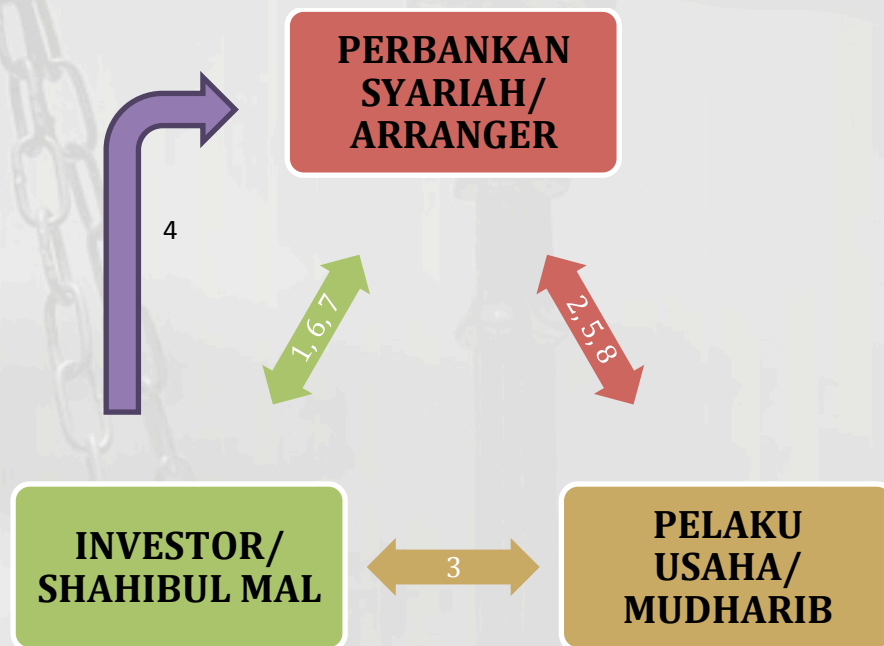 PERBANKAN
SYARIAH/
ARRANGER
4
1, 6, 7
2, 5, 8
INVESTOR/
SHAHIBUL MAL
3
PELAKU
USAHA/
MUDHARIB